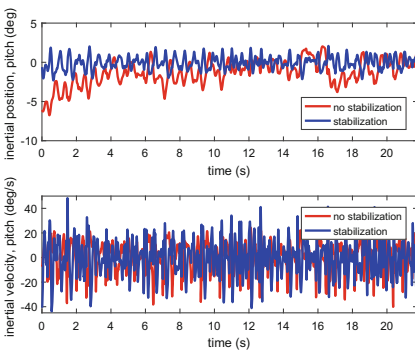 inertial position, pitch (deg)
5
0
-5
-10
no stabilization
stabilization
0 2 4 6 8 10 12 14 16 18 20
time (s)
inertial velocity, pitch (deg/s)
40
20
0
-20
-40
no stabilization
stabilization
0 2 4 6 8 10 12 14 16 18 20
time (s)